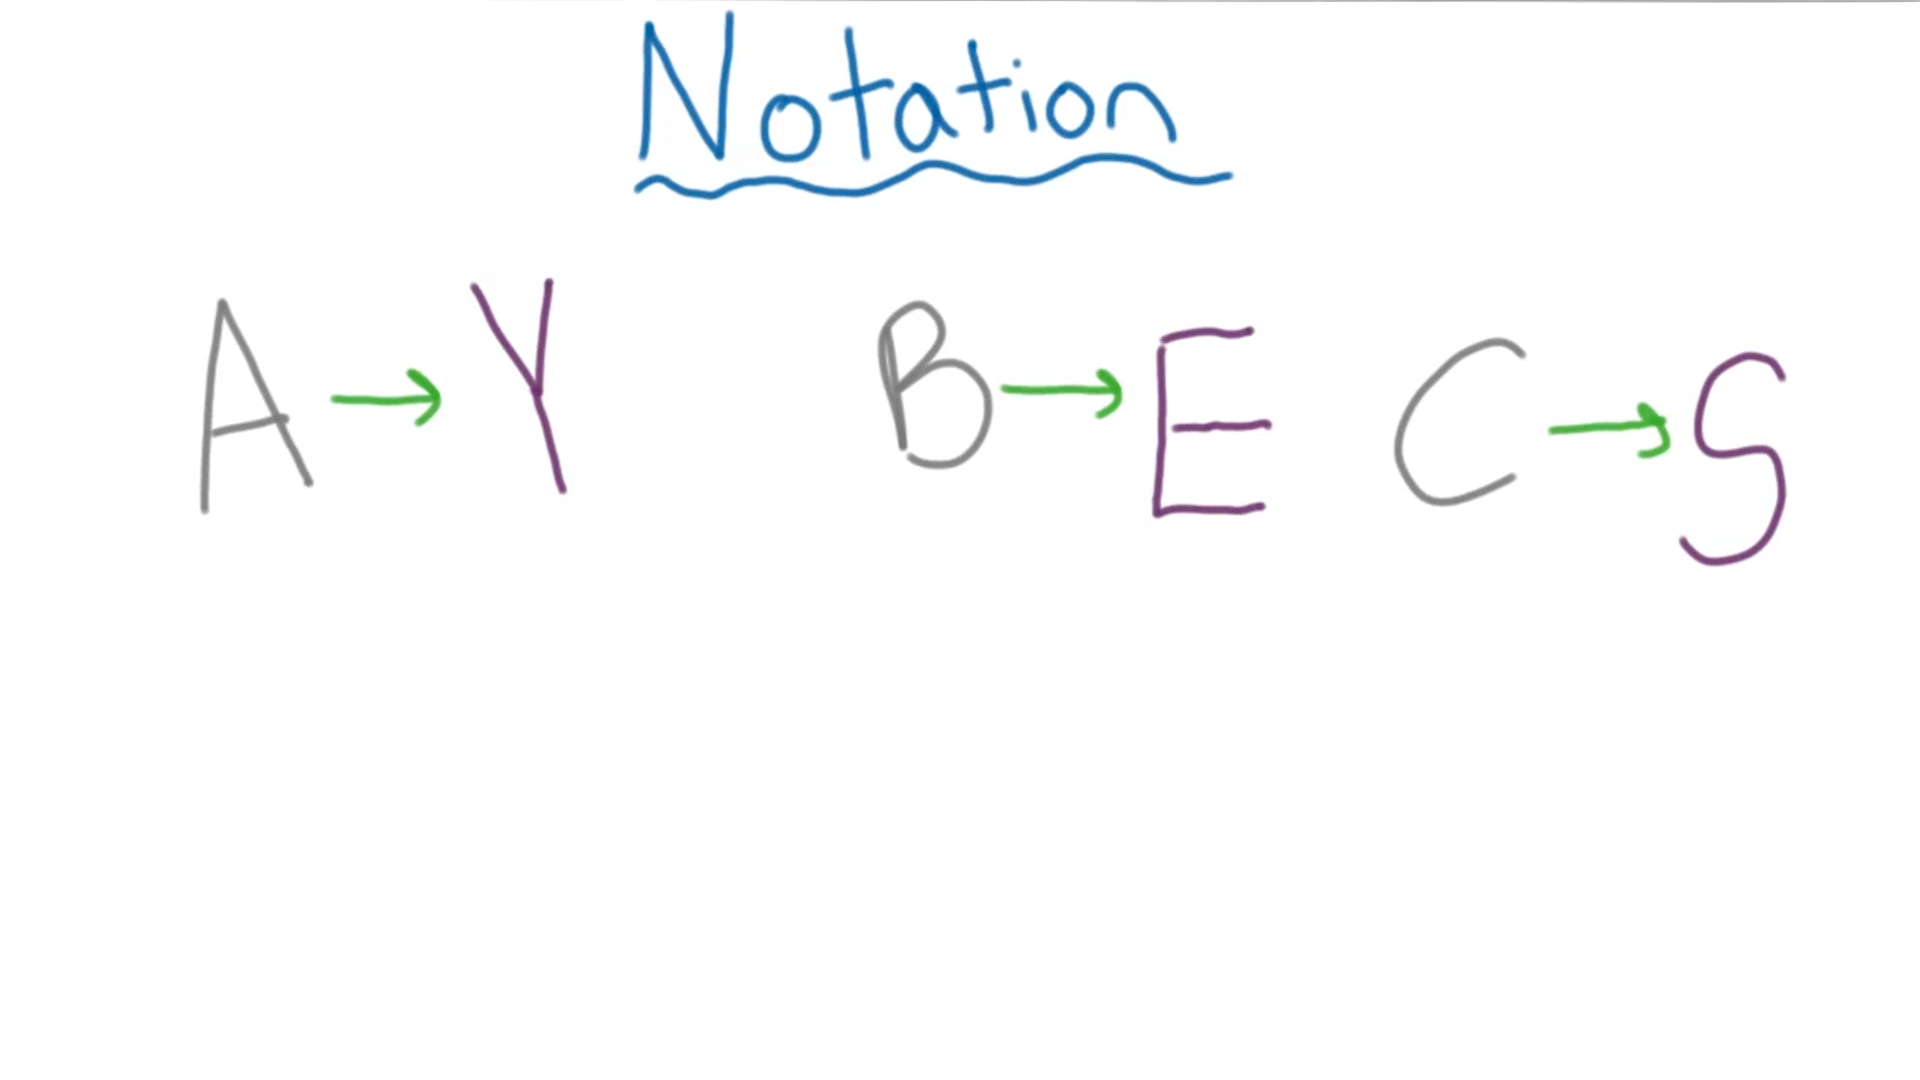 Notation
A → Y B → E C → S